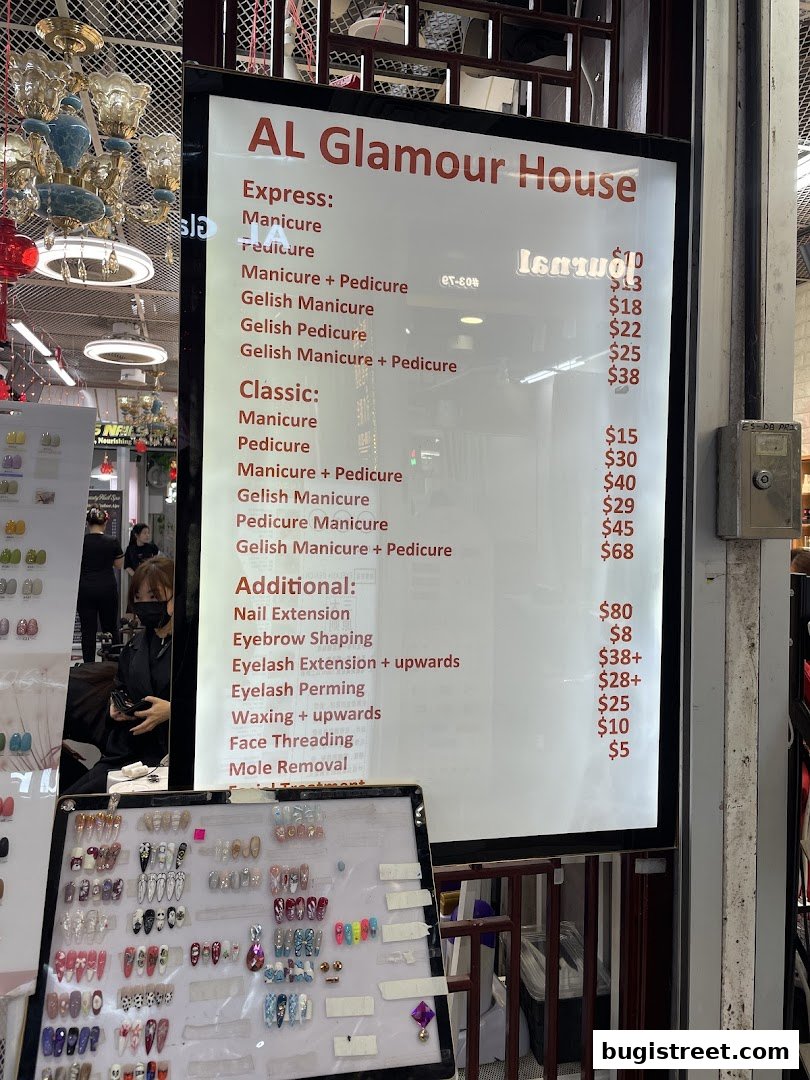 AL Glamour House
Express:
Manicure
Pedicure
Manicure + Pedicure $18
Gelish Manicure $22
Gelish Pedicure $25
Gelish Manicure + Pedicure $38
Classic:
Manicure $15
Pedicure $30
Manicure + Pedicure $40
Gelish Manicure $29
Pedicure Manicure $45
Gelish Manicure + Pedicure $68
Additional:
Nail Extension $80
Eyebrow Shaping $8
Eyelash Extension + upwards $38+
Eyelash Perming $28+
Waxing + upwards $25
Face Threading $10
Mole Removal $5
Journal
#03-79
AL
bugistreet.com